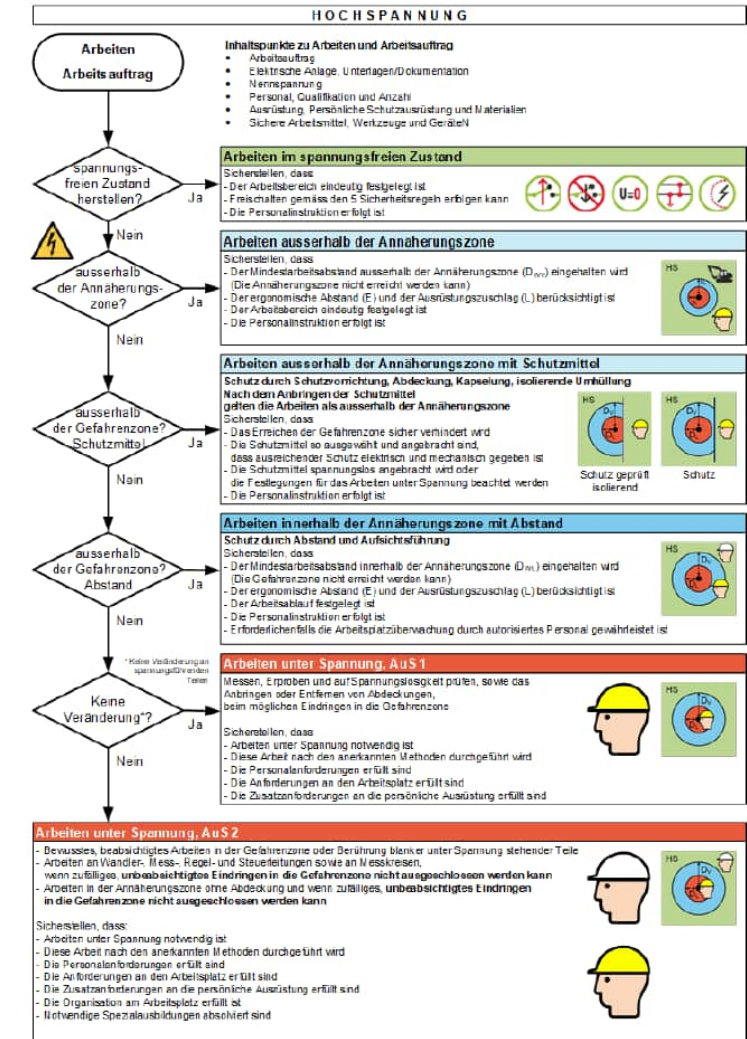 HOCHSPANNUNG
Arbeiten
Arbeitsauftrag
Inhaltspunkte zu Arbeiten und Arbeitsauftrag
• Arbeitsauftrag
• Elektrische Anlage, Unterlagen/Dokumentation
• Nennspannung
• Personal, Qualifikation und Anzahl
• Ausrüstung, Persönliche Schutzausrüstung und Materialien
• Sichere Arbeitsmittel, Werkzeuge und GeräteN
spannungs-
freien Zustand
herstellen?
Ja
Nein
Arbeiten im spannungsfreien Zustand
Sicherstellen, dass
- Der Arbeitsbereich eindeutig festgelegt ist
- Freischalten gemäss den 5 Sicherheitsregeln erfolgen kann
- Die Personalinstruktion erfolgt ist
U=0
ausserhalb
der Annäherungs-
zone?
Ja
Nein
Arbeiten ausserhalb der Annäherungszone
Sicherstellen, dass
- Der Mindestarbeitsabstand ausserhalb der Annäherungszone (D
) eingehalten wird
(Die Annäherungszone nicht erreicht werden kann)
- Der ergonomische Abstand (E) und der Ausrüstungszuschlag (L) berücksichtigt ist
- Der Arbeitsbereich eindeutig festgelegt ist
- Die Personalinstruktion erfolgt ist
HS
ausserhalb
der Gefahrenzone?
Schutzmittel
Ja
Nein
Arbeiten ausserhalb der Annäherungszone mit Schutzmittel
Schutz durch Schutzvorrichtung, Abdeckung, Kapselung, isolierende Umhüllung
Nach dem Anbringen der Schutzmittel
gelten die Arbeiten als ausserhalb der Annäherungszone
Sicherstellen, dass:
- Das Erreichen der Gefahrenzone sicher verhindert wird
- Die Schutzmittel so ausgewählt und angebracht sind,
dass ausreichender Schutz elektrisch und mechanisch gegeben ist
- Die Schutzmittel spannungslos angebracht wird oder
die Festlegungen für das Arbeiten unter Spannung beachtet werden
- Die Personalinstruktion erfolgt ist
HS
Dv
HS
Dv
Schutz geprüft
isolierend
Schutz
ausserhalb
der Gefahrenzone?
Abstand
Ja
Nein
Arbeiten innerhalb der Annäherungszone mit Abstand
Schutz durch Abstand und Aufsichtsführung
Sicherstellen, dass
- Der Mindestarbeitsabstand innerhalb der Annäherungszone (D
) eingehalten wird
(Die Gefahrenzone nicht erreicht werden kann)
- Der ergonomische Abstand (E) und der Ausrüstungszuschlag (L) berücksichtigt ist
- Der Arbeitsablauf festgelegt ist
- Die Personalinstruktion erfolgt ist
- Erforderlichenfalls die Arbeitsplatzüberwachung durch autorisiertes Personal gewährleistet ist
HS
Dv
* Keine Veränderung an
spannungsführenden
Teilen
Keine
Veränderung*?
Ja
Nein
Arbeiten unter Spannung, AuS 1
Messen, Erproben und auf Spannungslosigkeit prüfen, sowie das
Anbringen oder Entfernen von Abdeckungen,
beim möglichen Eindringen in die Gefahrenzone
Sicherstellen, dass
- Arbeiten unter Spannung notwendig ist
- Diese Arbeit nach den anerkannten Methoden durchgeführt wird
- Die Personalanforderungen erfüllt sind
- Die Anforderungen an den Arbeitsplatz erfüllt sind
- Die Zusatzanforderungen an die persönliche Ausrüstung erfüllt sind
HS
Dv
Arbeiten unter Spannung, AuS 2
- Bewusstes, beabsichtigtes Arbeiten in der Gefahrenzone oder Berührung blanker unter Spannung stehender Teile
- Arbeiten an Wandler-, Mess-, Regel- und Steuerleitungen sowie an Messkreisen,
wenn zufälliges, unbeabsichtigtes Eindringen in die Gefahrenzone nicht ausgeschlossen werden kann
- Arbeiten in der Annäherungszone ohne Abdeckung und wenn zufälliges, unbeabsichtigtes Eindringen
in die Gefahrenzone nicht ausgeschlossen werden kann
Sicherstellen, dass:
- Arbeiten unter Spannung notwendig ist
- Diese Arbeit nach den anerkannten Methoden durchgeführt wird
- Die Personalanforderungen erfüllt sind
- Die Anforderungen an den Arbeitsplatz erfüllt sind
- Die Zusatzanforderungen an die persönliche Ausrüstung erfüllt sind
- Die Organisation am Arbeitsplatz erfüllt ist
- Notwendige Spezialausbildungen absolviert sind
HS
Dv